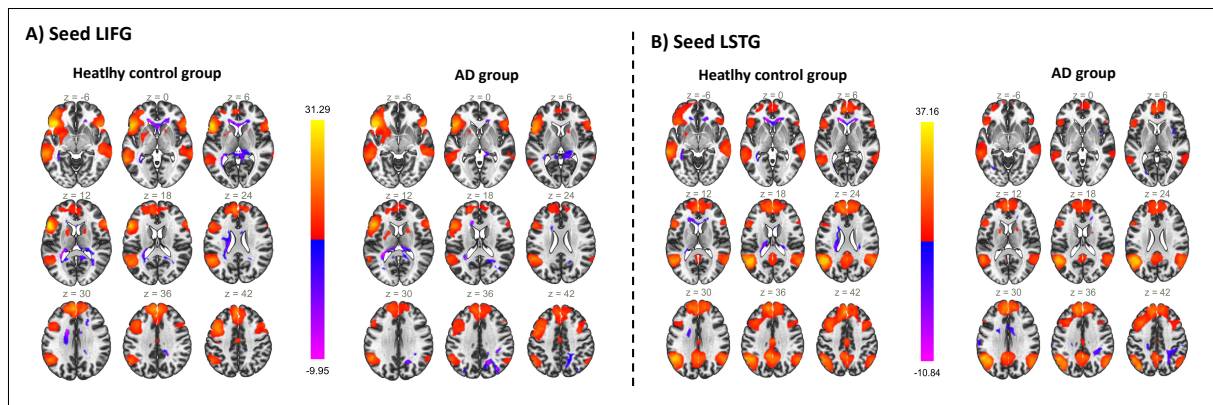 A) Seed LIFG
Heatlhy control group
AD group
z = -6
z = 0
z = 6
z = 12
z = 18
z = 24
z = 30
z = 36
z = 42
31.29
-9.95
z = -6
z = 0
z = 6
z = 12
z = 18
z = 24
z = 30
z = 36
z = 42
B) Seed LSTG
Heatlhy control group
AD group
z = -6
z = 0
z = 6
z = 12
z = 18
z = 24
z = 30
z = 36
z = 42
37.16
-10.84
z = -6
z = 0
z = 6
z = 12
z = 18
z = 24
z = 30
z = 36
z = 42